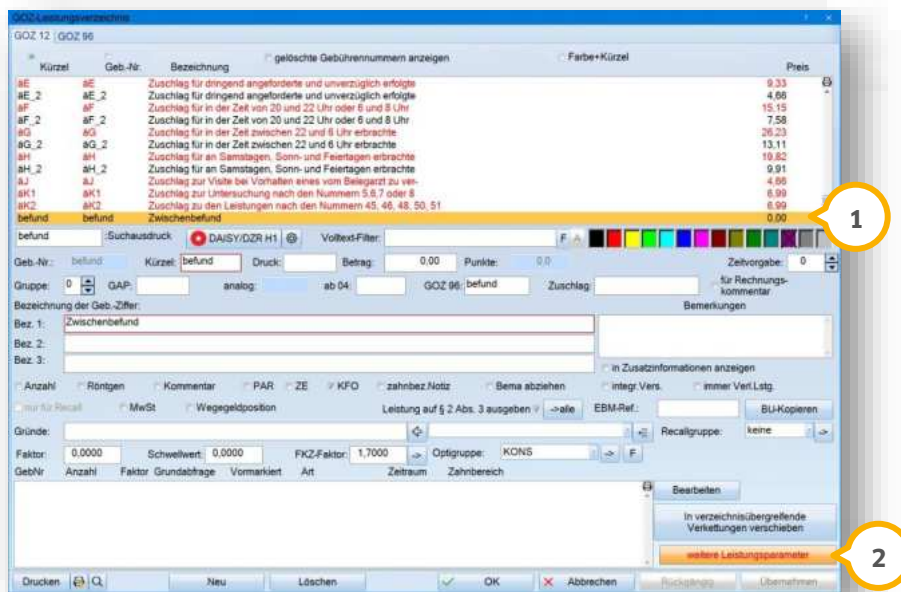 GOZ-Leistungsverzeichnis
GOZ 12 GOZ 96
gelöschte Gebührennummern anzeigen Farbe+Kürzel
Kürzel Geb.-Nr. Bezeichnung Preis
äE äE Zuschlag für dringend angeforderte und unverzüglich erfolgte 9,33
äE_2 äE_2 Zuschlag für dringend angeforderte und unverzüglich erfolgte 4,66
äF äF Zuschlag für in der Zeit von 20 und 22 Uhr oder 6 und 8 Uhr 15,15
äF_2 äF_2 Zuschlag für in der Zeit von 20 und 22 Uhr oder 6 und 8 Uhr 7,58
äG äG Zuschlag für in der Zeit zwischen 22 und 6 Uhr erbrachte 26,23
äG_2 äG_2 Zuschlag für in der Zeit zwischen 22 und 6 Uhr erbrachte 13,11
äH äH Zuschlag für an Samstagen, Sonn- und Feiertagen erbrachte 19,82
äH_2 äH_2 Zuschlag für an Samstagen, Sonn- und Feiertagen erbrachte 9,91
äJ äJ Zuschlag zur Visite bei Vorhalten eines vom Belegarzt zu ver- 4,66
äK1 äK1 Zuschlag zur Untersuchung nach den Nummern 5,6,7 oder 8 6,99
äK2 äK2 Zuschlag zu den Leistungen nach den Nummern 45, 46, 48, 50, 51 6,99
befund befund Zwischenbefund 0,00
1
befund :Suchausdruck DAISY/DZR H1 Volltext-Filter: F A
Geb.-Nr.: befund Kürzel: befund Druck: Betrag: 0,00 Punkte: 0,0 Zeitvorgabe: 0
Gruppe: 0 GAP: analog: ab 04: GOZ 96: befund Zuschlag: für Rechnungs-
kommentar
Bezeichnung der Geb.-Ziffer: Bemerkungen
Bez. 1: Zwischenbefund
Bez. 2:
Bez. 3:
in Zusatzinformationen anzeigen
Anzahl Röntgen Kommentar PAR ZE KFO zahnbez.Notiz Bema abziehen integr.Vers. immer Verl.Lstg.
nur für Recall MwSt Wegegeldposition Leistung auf § 2 Abs. 3 ausgeben ->alle EBM-Ref.: BU-Kopieren
Gründe: Recallgruppe: keine ->
Faktor: 0,0000 Schwellwert: 0,0000 FKZ-Faktor: 1,7000 -> Optigruppe: KONS -> F
GebNr Anzahl Faktor Grundabfrage Vormarkiert Art Zeitraum Zahnbereich
Bearbeiten
In verzeichnisübergreifende
Verkettungen verschieben
weitere Leistungsparameter
2
Drucken Neu Löschen OK Abbrechen Rückgängig Übernehmen